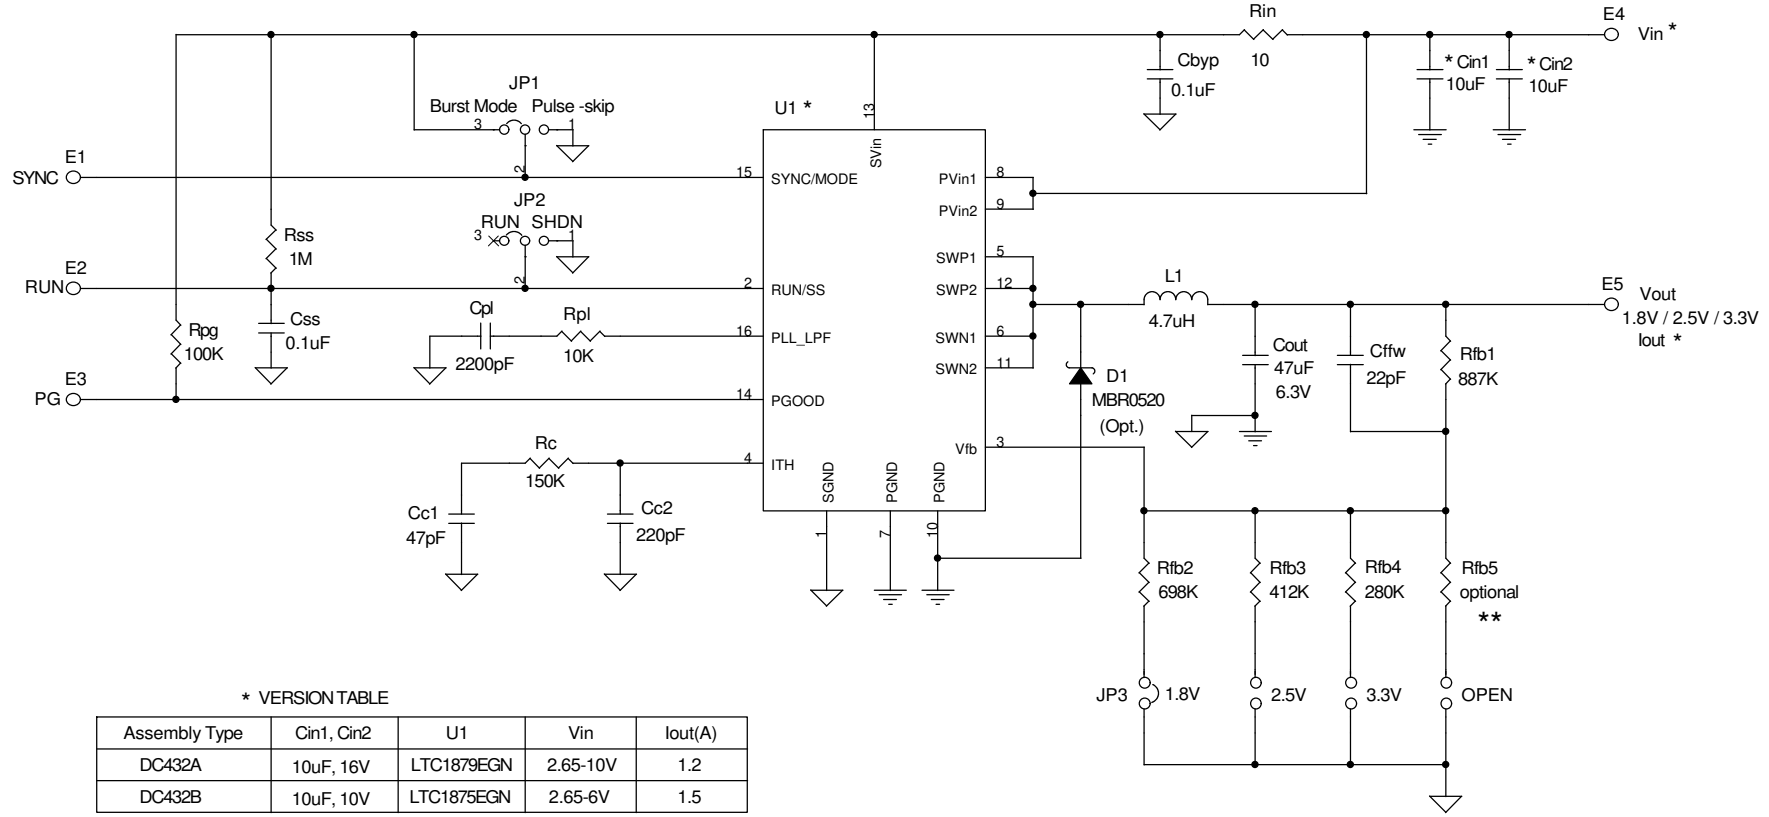 Rin
10
E4
Vin *
Cbyp
0.1uF
* Cin1
10uF
* Cin2
10uF
JP1
Burst Mode Pulse -skip
3
1
2
U1 *
13
SVin
E1
SYNC
15
SYNC/MODE
PVin1
8
PVin2
9
JP2
RUN SHDN
3
1
2
Rss
1M
SWP1
5
E2
RUN
2
RUN/SS
SWP2
12
L1
4.7uH
E5
Vout
1.8V / 2.5V / 3.3V
Iout *
Css
0.1uF
Cpl
2200pF
Rpl
10K
16
PLL_LPF
SWN1
6
SWN2
11
Rpg
100K
Cout
47uF
6.3V
Cffw
22pF
Rfb1
887K
D1
MBR0520
(Opt.)
E3
PG
14
PGOOD
Vfb
3
Rc
150K
4
ITH
SGND
PGND
PGND
1
7
10
Cc1
47pF
Cc2
220pF
Rfb2
698K
Rfb3
412K
Rfb4
280K
Rfb5
optional
**
JP3
1.8V
2.5V
3.3V
OPEN
* VERSION TABLE
Assembly Type Cin1, Cin2 U1 Vin Iout(A)
DC432A 10uF, 16V LTC1879EGN 2.65-10V 1.2
DC432B 10uF, 10V LTC1875EGN 2.65-6V 1.5